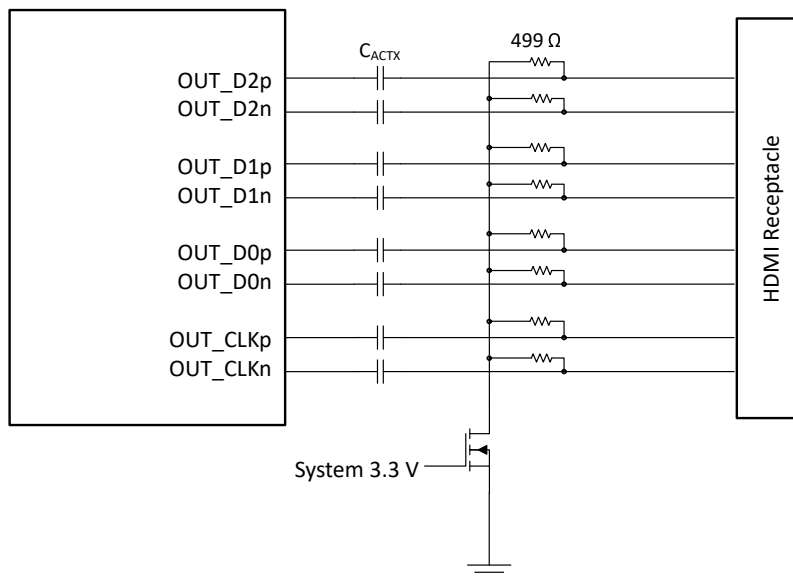 C_ACTX
499 Ω
OUT_D2p
OUT_D2n
OUT_D1p
OUT_D1n
OUT_D0p
OUT_D0n
OUT_CLKp
OUT_CLKn
HDMI Receptacle
System 3.3 V